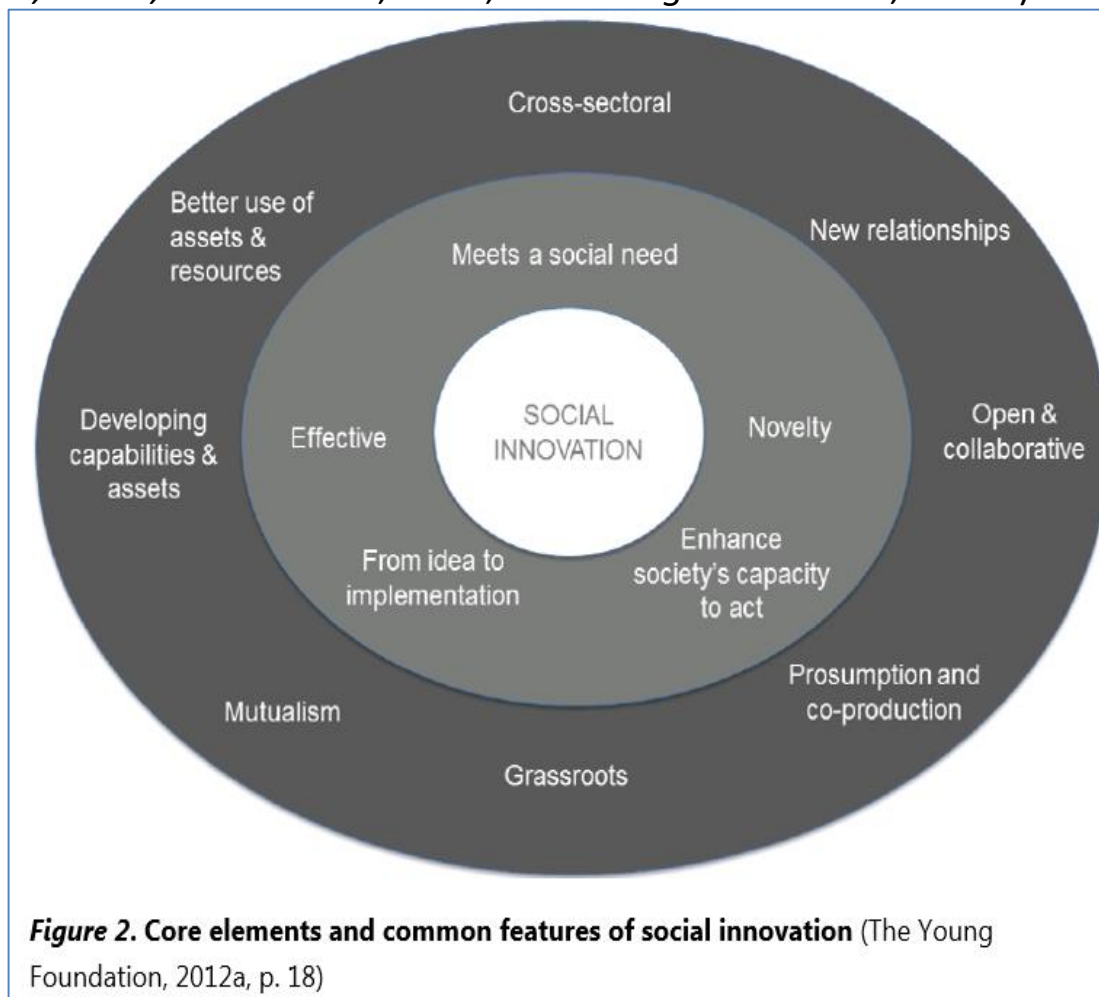 Cross-sectoral
Better use of
assets &
resources
New relationships
Meets a social need
Developing
capabilities &
assets
Effective
SOCIAL
INNOVATION
Novelty
Open &
collaborative
From idea to
implementation
Enhance
society's capacity
to act
Prosumption and
co-production
Mutualism
Grassroots
Figure 2. Core elements and common features of social innovation (The Young
Foundation, 2012a, p. 18)